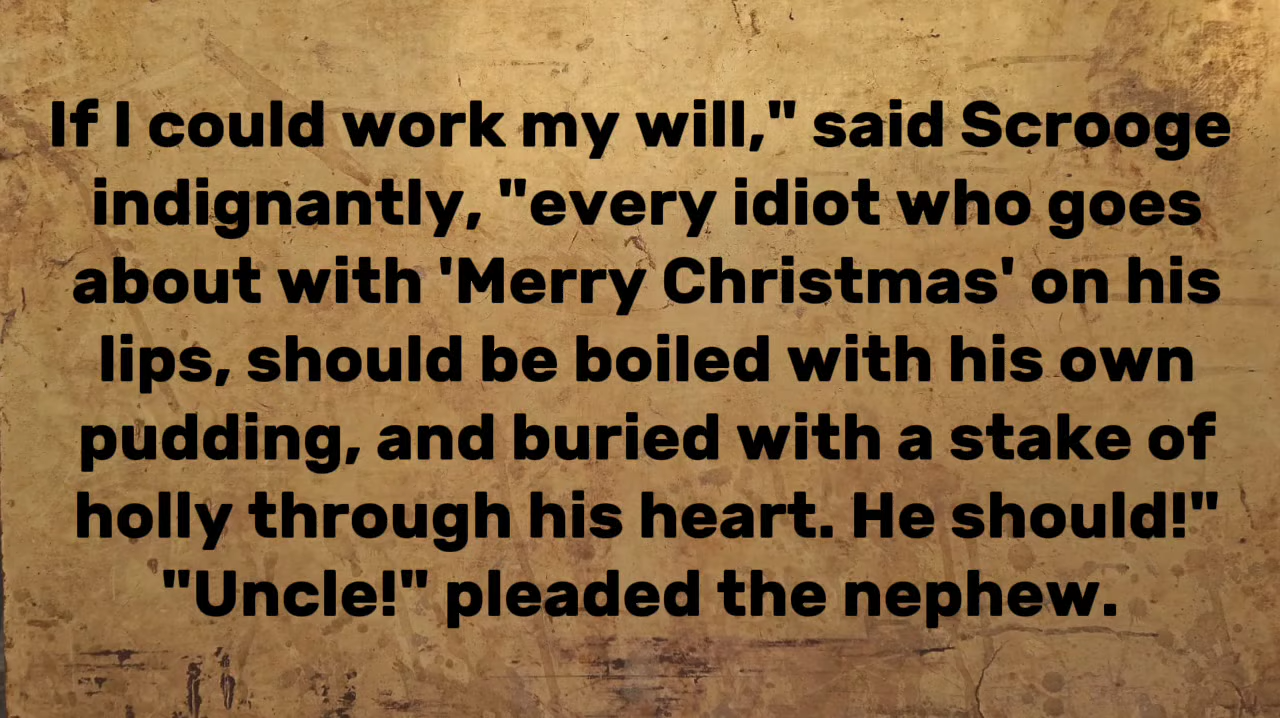 If I could work my will," said Scrooge
indignantly, "every idiot who goes
about with 'Merry Christmas' on his
lips, should be boiled with his own
pudding, and buried with a stake of
holly through his heart. He should!"
"Uncle!" pleaded the nephew.